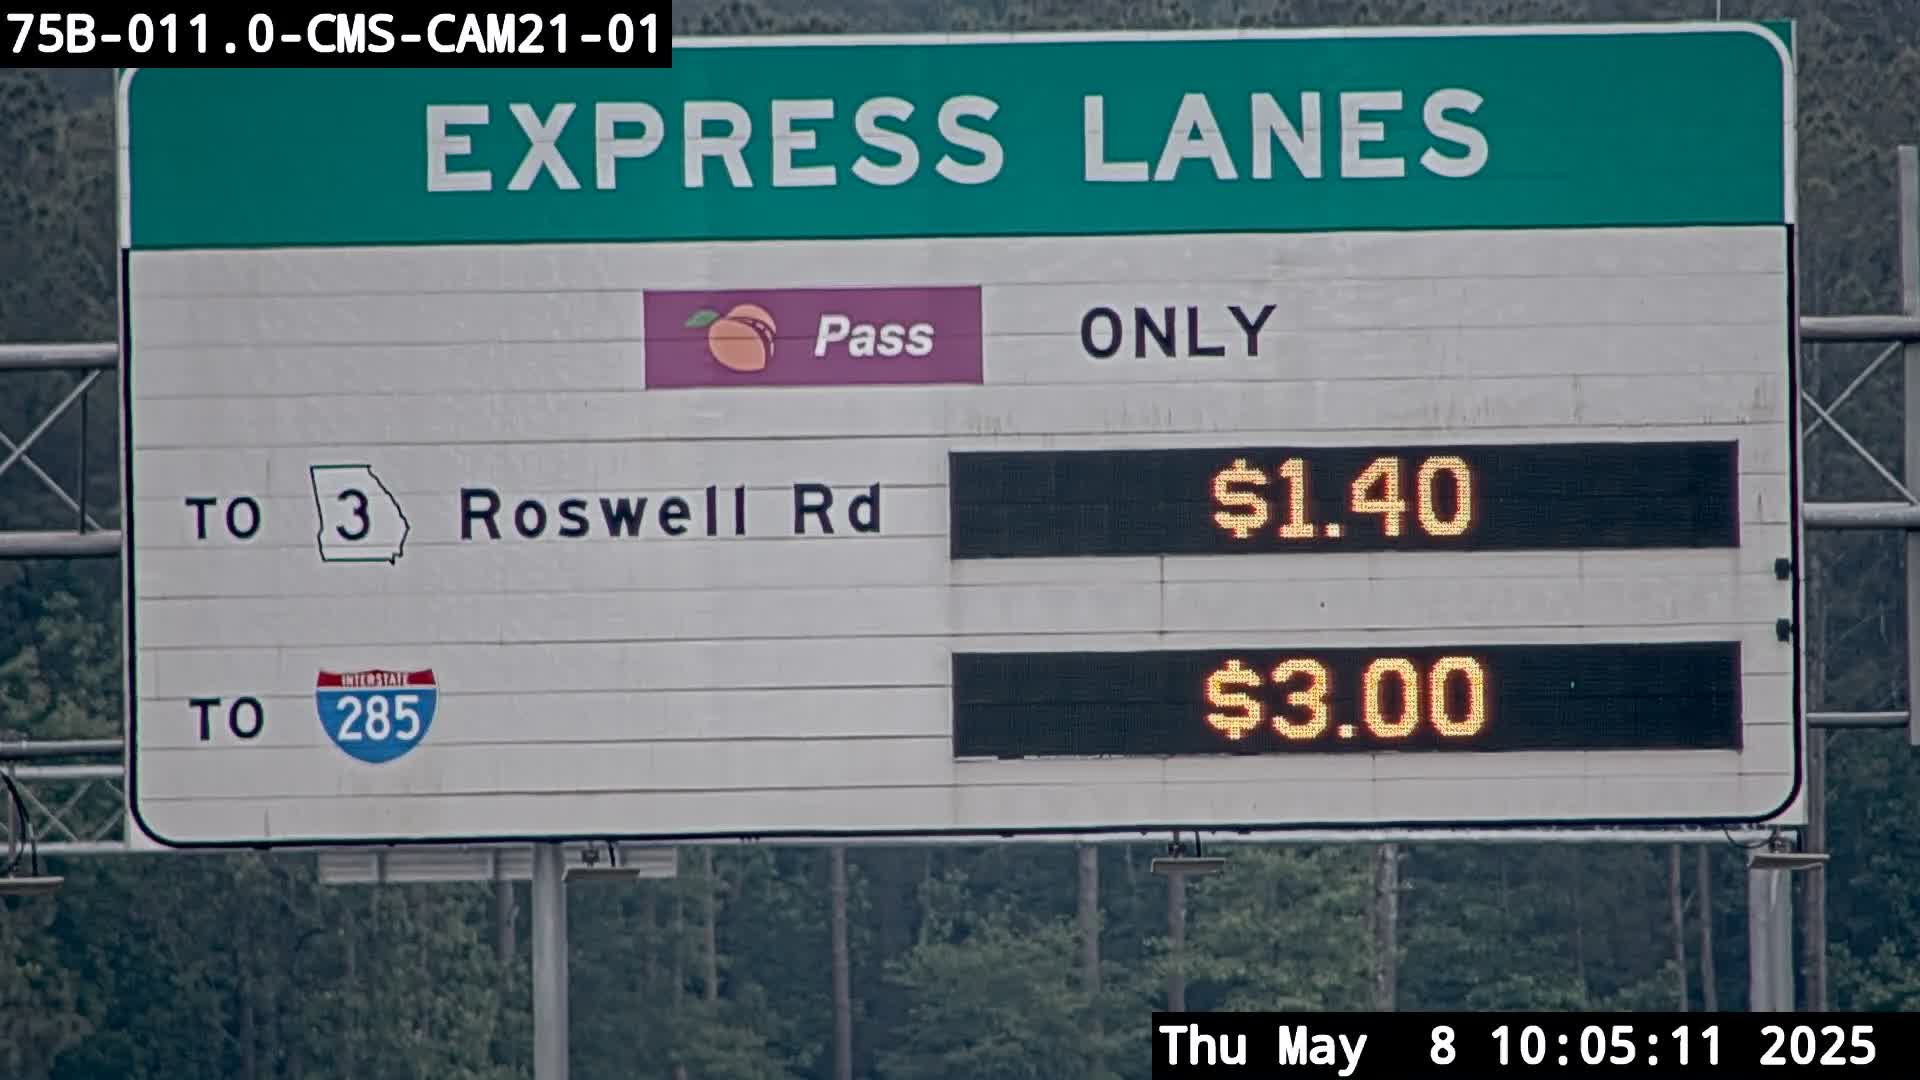 75B-011.0-CMS-CAM21-01
EXPRESS LANES
Pass ONLY
TO 3 Roswell Rd $1.40
TO INTERSTATE 285 $3.00
Thu May 8 10:05:11 2025